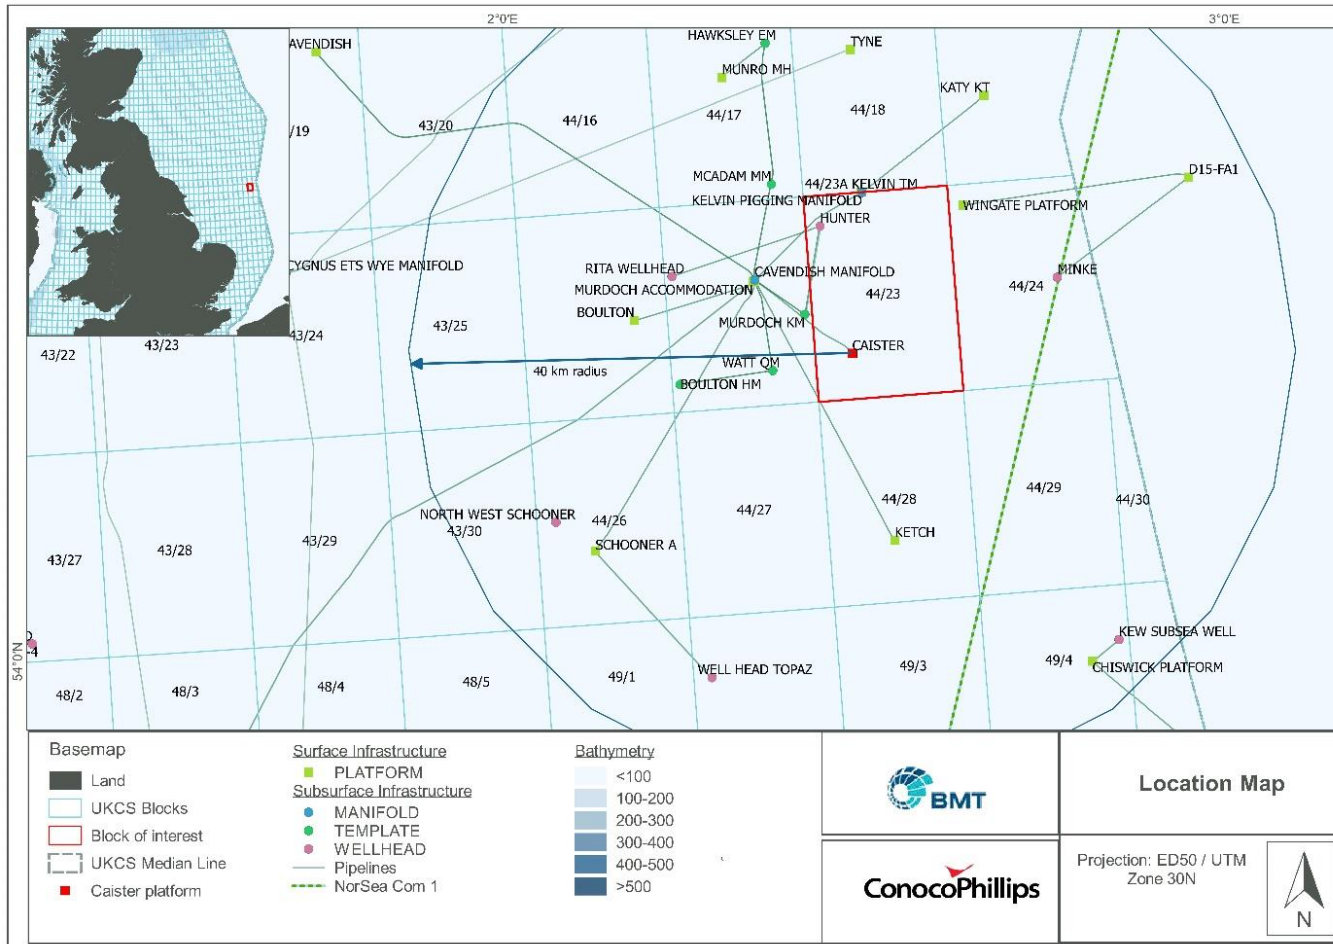 2°0'E
3°0'E
AVENDISH
HAWKSLEY EM
TYNE
MUNRO MH
KATY KT
/19
43/20
44/16
44/17
44/18
MCADAM MM
44/23A KELVIN TM
D15-FA1
KELVIN PIGGING MANIFOLD
WINGATE PLATFORM
HUNTER
CYGNUS ETS WYE MANIFOLD
RITA WELLHEAD
CAVENDISH MANIFOLD
MINKE
MURDOCH ACCOMMODATION
44/23
44/24
BOULTON
MURDOCH KM
43/22
43/23
43/24
43/25
CAISTER
40 km radius
WATT QM
BOULTON HM
NORTH WEST SCHOONER
44/26
44/27
44/28
44/29
44/30
43/27
43/28
43/29
43/30
SCHOONER A
KETCH
54°0'N
KEW SUBSEA WELL
CHISWICK PLATFORM
WELL HEAD TOPAZ
48/2
48/3
48/4
48/5
49/1
49/3
49/4
Basemap
Land
UKCS Blocks
Block of interest
UKCS Median Line
Caister platform
Surface Infrastructure
PLATFORM
Subsurface Infrastructure
MANIFOLD
TEMPLATE
WELLHEAD
Pipelines
NorSea Com 1
Bathymetry
<100
100-200
200-300
300-400
400-500
>500
BMT
ConocoPhillips
Location Map
Projection: ED50 / UTM
Zone 30N
N